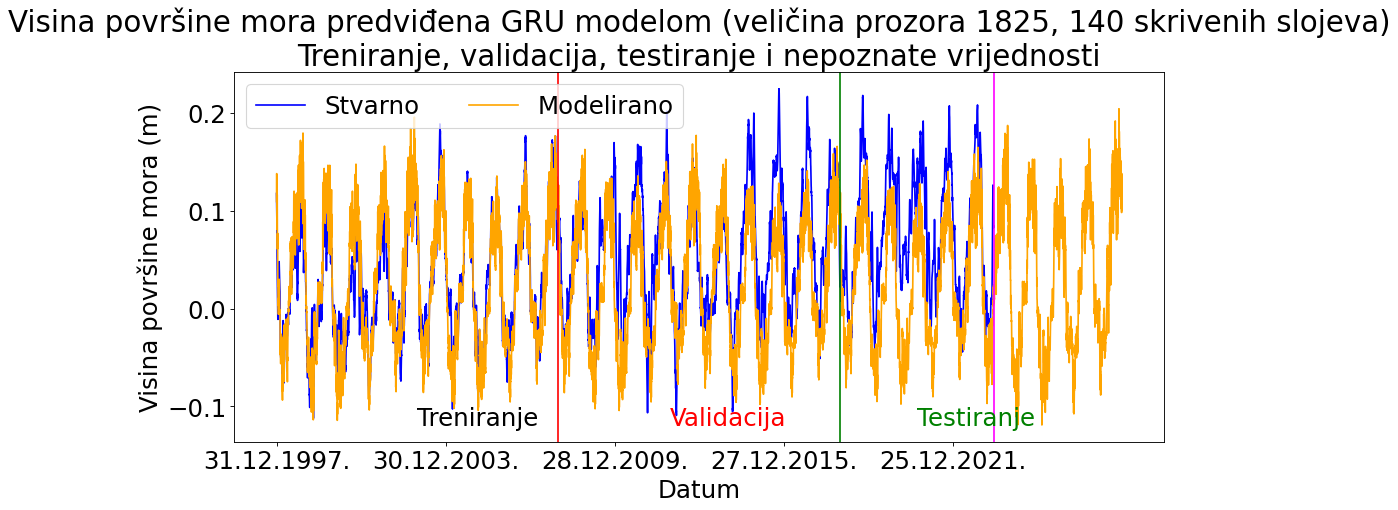 Visina površine mora predviđena GRU modelom (veličina prozora 1825, 140 skrivenih slojeva)
Treniranje, validacija, testiranje i nepoznate vrijednosti
Stvarno
Modelirano
Visina površine mora (m)
0.2
0.1
0.0
−0.1
Treniranje
Validacija
Testiranje
31.12.1997.
30.12.2003.
28.12.2009.
27.12.2015.
25.12.2021.
Datum